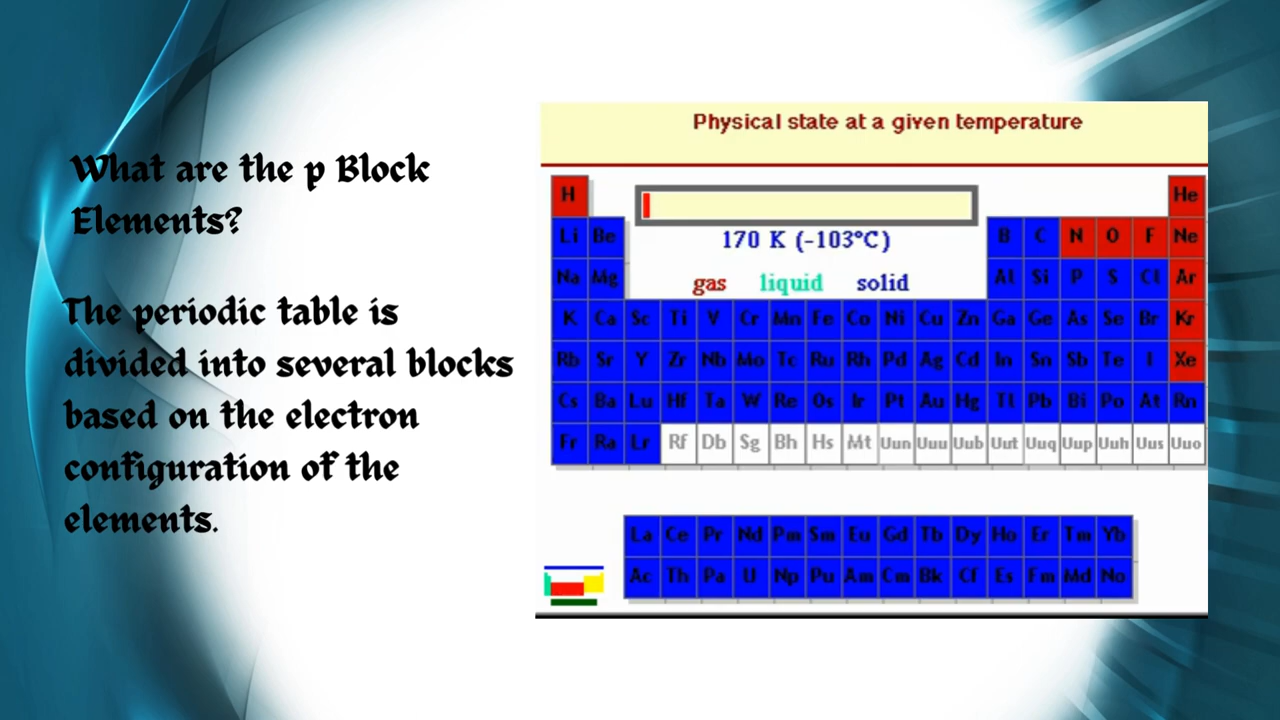 What are the p Block
Elements?
The periodic table is
divided into several blocks
based on the electron
configuration of the
elements.
Physical state at a given temperature
H He
170 K (-103°C)
gas liquid solid
Li Be B C N O F Ne
Na Mg Al Si P S Cl Ar
K Ca Sc Ti V Cr Mn Fe Co Ni Cu Zn Ga Ge As Se Br Kr
Rb Sr Y Zr Nb Mo Tc Ru Rh Pd Ag Cd In Sn Sb Te I Xe
Cs Ba Lu Hf Ta W Re Os Ir Pt Au Hg Tl Pb Bi Po At Rn
Fr Ra Lr Rf Db Sg Bh Hs Mt Uun Uuu Uub Uut Uuq Uup Uuh Uus Uuo
La Ce Pr Nd Pm Sm Eu Gd Tb Dy Ho Er Tm Yb
Ac Th Pa U Np Pu Am Cm Bk Cf Es Fm Md No